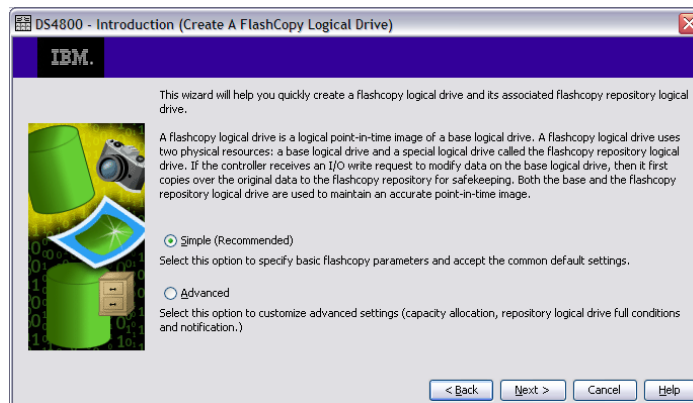 DS4800 - Introduction (Create A FlashCopy Logical Drive)
IBM.
This wizard will help you quickly create a flashcopy logical drive and its associated flashcopy repository logical
drive.
A flashcopy logical drive is a logical point-in-time image of a base logical drive. A flashcopy logical drive uses
two physical resources: a base logical drive and a special logical drive called the flashcopy repository logical
drive. If the controller receives an I/O write request to modify data on the base logical drive, then it first
copies over the original data to the flashcopy repository for safekeeping. Both the base and the flashcopy
repository logical drive are used to maintain an accurate point-in-time image.
Simple (Recommended)
Select this option to specify basic flashcopy parameters and accept the common default settings.
Advanced
Select this option to customize advanced settings (capacity allocation, repository logical drive full conditions
and notification.)
< Back Next > Cancel Help